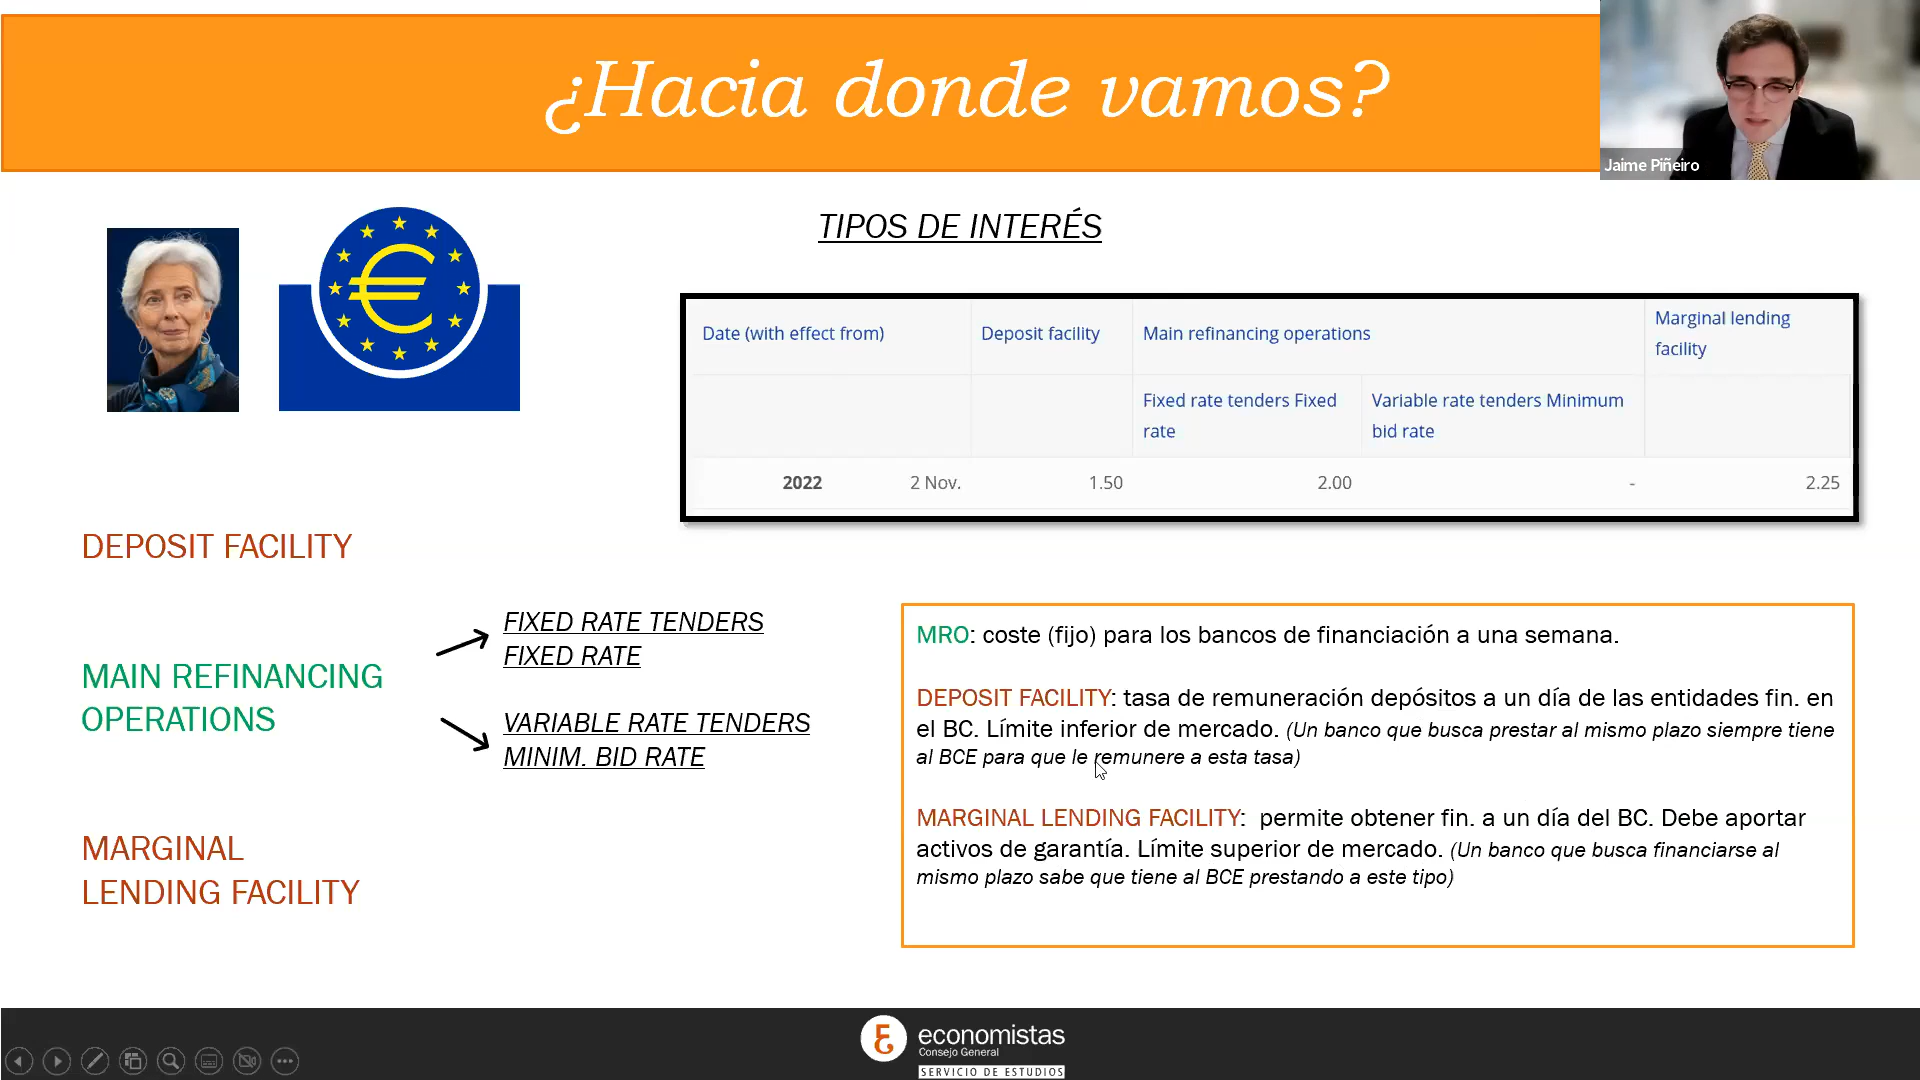 ¿Hacia donde vamos?
Jaime Piñeiro
TIPOS DE INTERÉS
Date (with effect from)
Deposit facility
Main refinancing operations
Marginal lending
facility
Fixed rate tenders Fixed
rate
Variable rate tenders Minimum
bid rate
2022 2 Nov. 1.50 2.00 - 2.25
DEPOSIT FACILITY
MAIN REFINANCING
OPERATIONS
FIXED RATE TENDERS
FIXED RATE
VARIABLE RATE TENDERS
MINIM. BID RATE
MARGINAL
LENDING FACILITY
MRO: coste (fijo) para los bancos de financiación a una semana.
DEPOSIT FACILITY: tasa de remuneración depósitos a un día de las entidades fin. en
el BC. Límite inferior de mercado. (Un banco que busca prestar al mismo plazo siempre tiene
al BCE para que le remunere a esta tasa)
MARGINAL LENDING FACILITY: permite obtener fin. a un día del BC. Debe aportar
activos de garantía. Límite superior de mercado. (Un banco que busca financiarse al
mismo plazo sabe que tiene al BCE prestando a este tipo)
economistas
Consejo General
SERVICIO DE ESTUDIOS